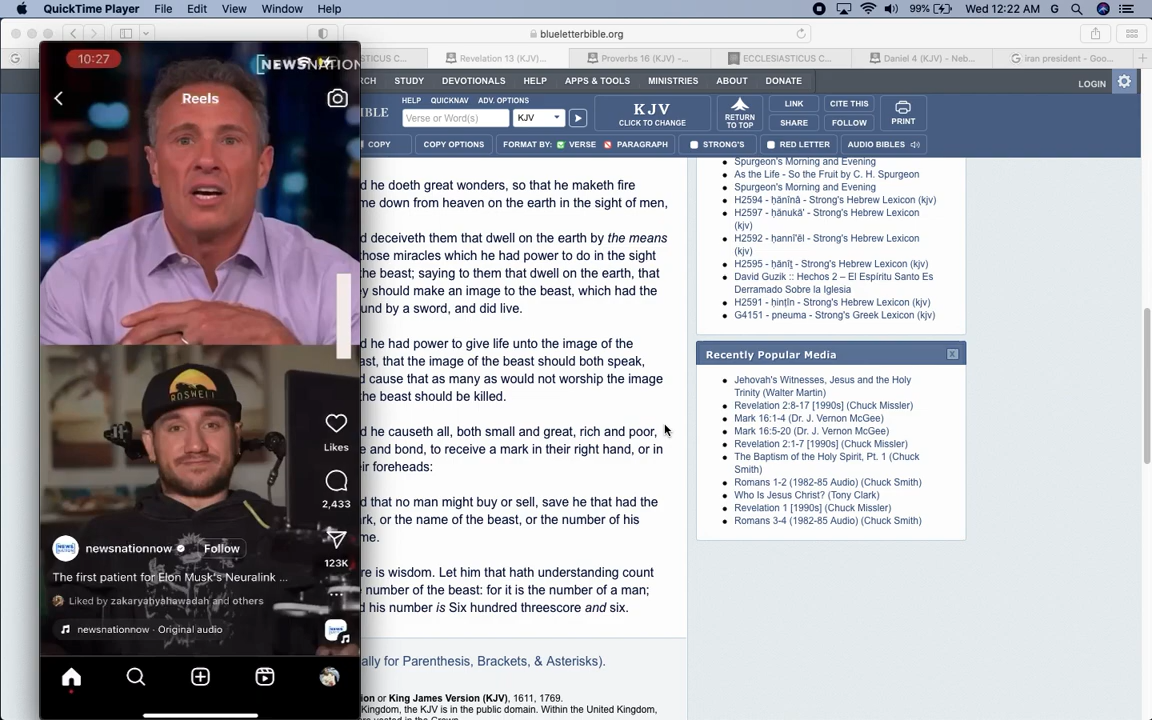 QuickTime Player File Edit View Window Help
99% Wed 12:22 AM G
blueletterbible.org
ASTICUS C...
Revelation 13 (KJV)...
Proverbs 16 (KJV) -...
ECCLESIASTICUS C...
Daniel 4 (KJV) - Neb...
iran president - Goo...
STUDY DEVOTIONALS HELP APPS & TOOLS MINISTRIES ABOUT DONATE
LOGIN
HELP QUICKNAV ADV. OPTIONS
Verse or Word(s)
KJV
KJV
CLICK TO CHANGE
RETURN
TO TOP
LINK
CITE THIS
SHARE
FOLLOW
PRINT
COPY COPY OPTIONS FORMAT BY: VERSE PARAGRAPH STRONG'S RED LETTER AUDIO BIBLES
he doeth great wonders, so that he maketh fire
down from heaven on the earth in the sight of men,
deceiveth them that dwell on the earth by the means
those miracles which he had power to do in the sight
the beast; saying to them that dwell on the earth, that
should make an image to the beast, which had the
by a sword, and did live.
he had power to give life unto the image of the
that the image of the beast should both speak,
cause that as many as would not worship the image
the beast should be killed.
he causeth all, both small and great, rich and poor,
and bond, to receive a mark in their right hand, or in
foreheads:
that no man might buy or sell, save he that had the
or the name of the beast, or the number of his
is wisdom. Let him that hath understanding count
number of the beast: for it is the number of a man;
his number is Six hundred threescore and six.
for Parenthesis, Brackets, & Asterisks).
or King James Version (KJV), 1611, 1769.
Kingdom, the KJV is in the public domain. Within the United Kingdom,
Spurgeon's Morning and Evening
As the Life - So the Fruit by C. H. Spurgeon
Spurgeon's Morning and Evening
H2594 - ḥănînâ - Strong's Hebrew Lexicon (kjv)
H2597 - ḥănukā' - Strong's Hebrew Lexicon
(kjv)
H2592 - ḥannî'ēl - Strong's Hebrew Lexicon
(kjv)
H2595 - ḥănîṯ - Strong's Hebrew Lexicon (kjv)
David Guzik :: Hechos 2 – El Espíritu Santo Es
Derramado Sobre la Iglesia
H2591 - ḥinṭîn - Strong's Hebrew Lexicon (kjv)
G4151 - pneuma - Strong's Greek Lexicon (kjv)
Recently Popular Media
Jehovah's Witnesses, Jesus and the Holy
Trinity (Walter Martin)
Revelation 2:8-17 [1990s] (Chuck Missler)
Mark 16:1-4 (Dr. J. Vernon McGee)
Mark 16:5-20 (Dr. J. Vernon McGee)
Revelation 2:1-7 [1990s] (Chuck Missler)
The Baptism of the Holy Spirit, Pt. 1 (Chuck
Smith)
Romans 1-2 (1982-85 Audio) (Chuck Smith)
Who Is Jesus Christ? (Tony Clark)
Revelation 1 [1990s] (Chuck Missler)
Romans 3-4 (1982-85 Audio) (Chuck Smith)
10:27
NEWSNATION
Reels
ROSWELL
Likes
2,433
123K
newsnationnow Follow
The first patient for Elon Musk's Neuralink ...
Liked by zakaryahyahawadah and others
newsnationnow · Original audio